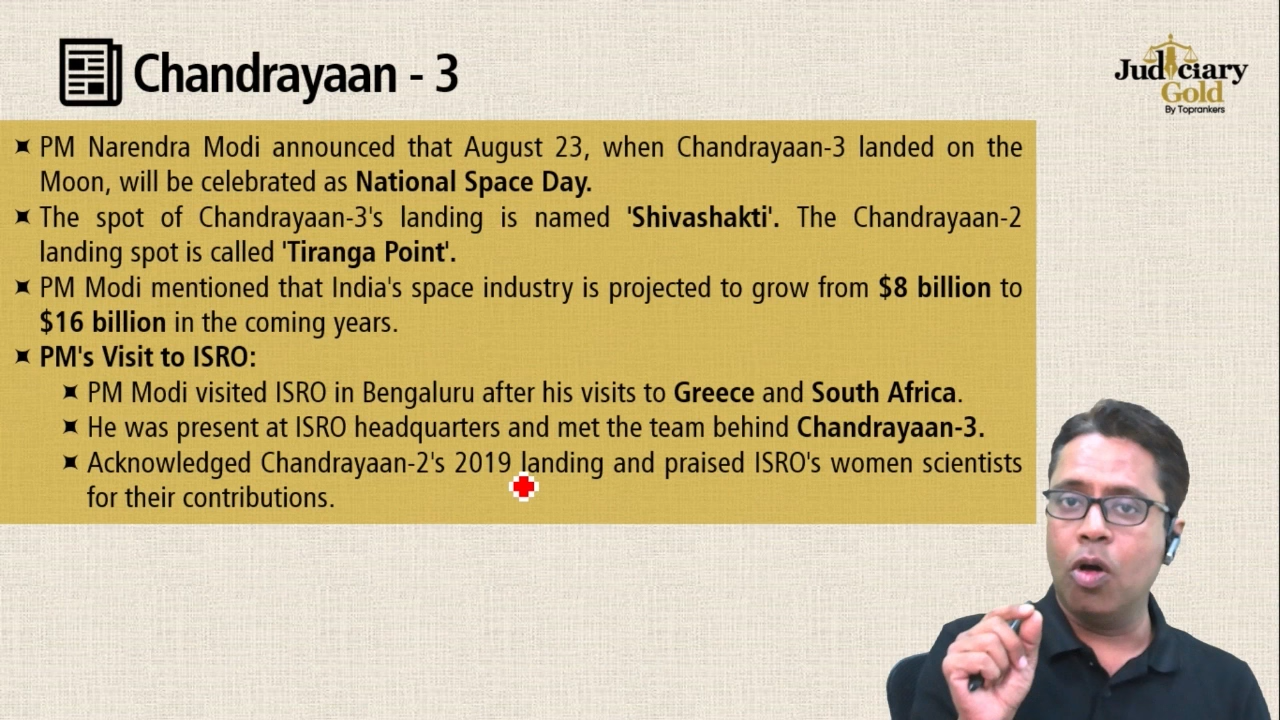 Chandrayaan - 3
Judiciary
Gold
By Toprankers
PM Narendra Modi announced that August 23, when Chandrayaan-3 landed on the
Moon, will be celebrated as National Space Day.
The spot of Chandrayaan-3's landing is named 'Shivashakti'. The Chandrayaan-2
landing spot is called 'Tiranga Point'.
PM Modi mentioned that India's space industry is projected to grow from $8 billion to
$16 billion in the coming years.
PM's Visit to ISRO:
PM Modi visited ISRO in Bengaluru after his visits to Greece and South Africa.
He was present at ISRO headquarters and met the team behind Chandrayaan-3.
Acknowledged Chandrayaan-2's 2019 landing and praised ISRO's women scientists
for their contributions.